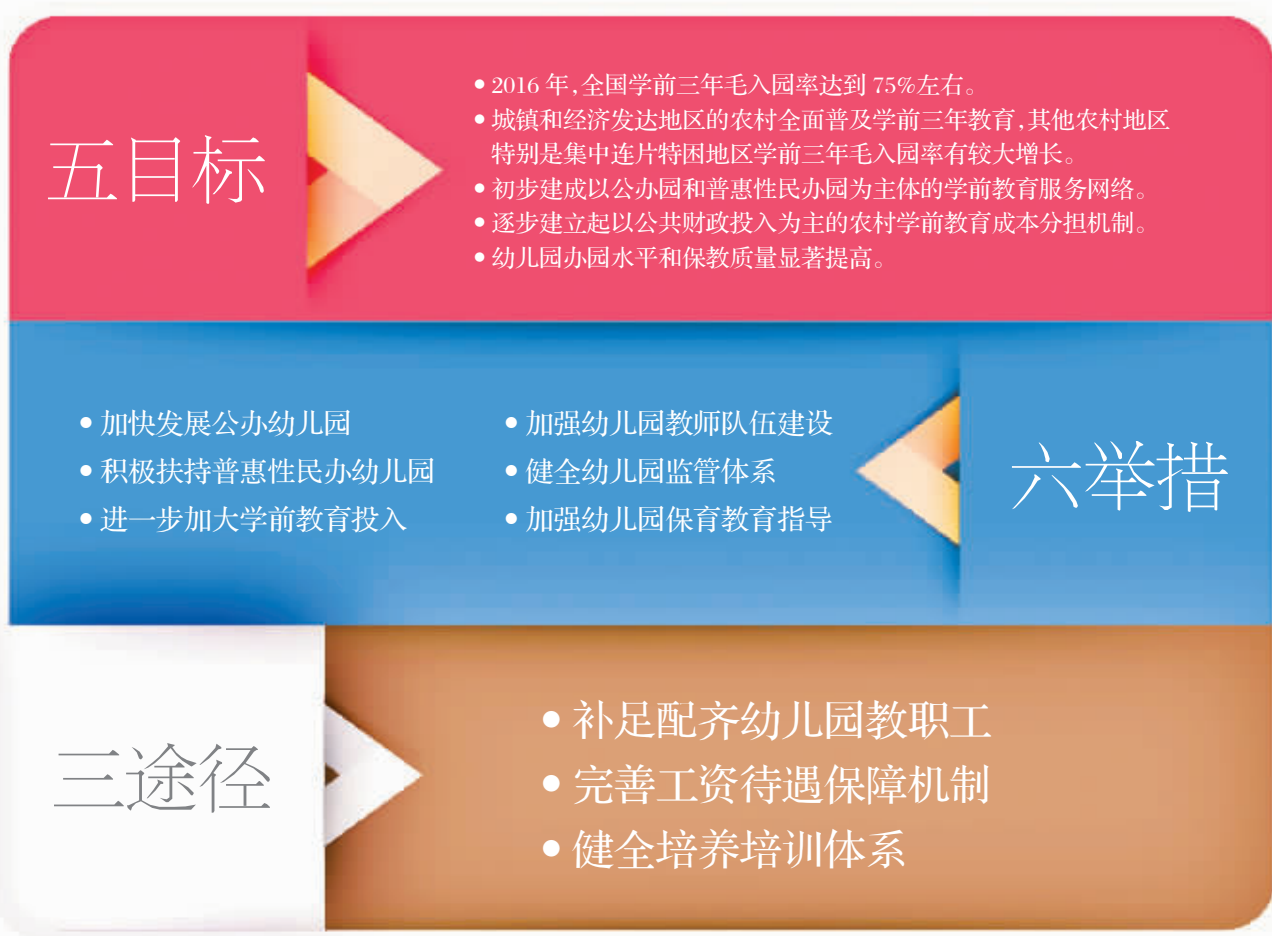 五目标
●2016年,全国学前三年毛入园率达到75%左右。
●城镇和经济发达地区的农村全面普及学前三年教育,其他农村地区
特别是集中连片特困地区学前三年毛入园率有较大增长。
●初步建成以公办园和普惠性民办园为主体的学前教育服务网络。
●逐步建立起以公共财政投入为主的农村学前教育成本分担机制。
●幼儿园办园水平和保教质量显著提高。
●加快发展公办幼儿园
●积极扶持普惠性民办幼儿园
●进一步加大学前教育投入
●加强幼儿园教师队伍建设
●健全幼儿园监管体系
●加强幼儿园保育教育指导
六举措
三途径
●补足配齐幼儿园教职工
●完善工资待遇保障机制
●健全培养培训体系